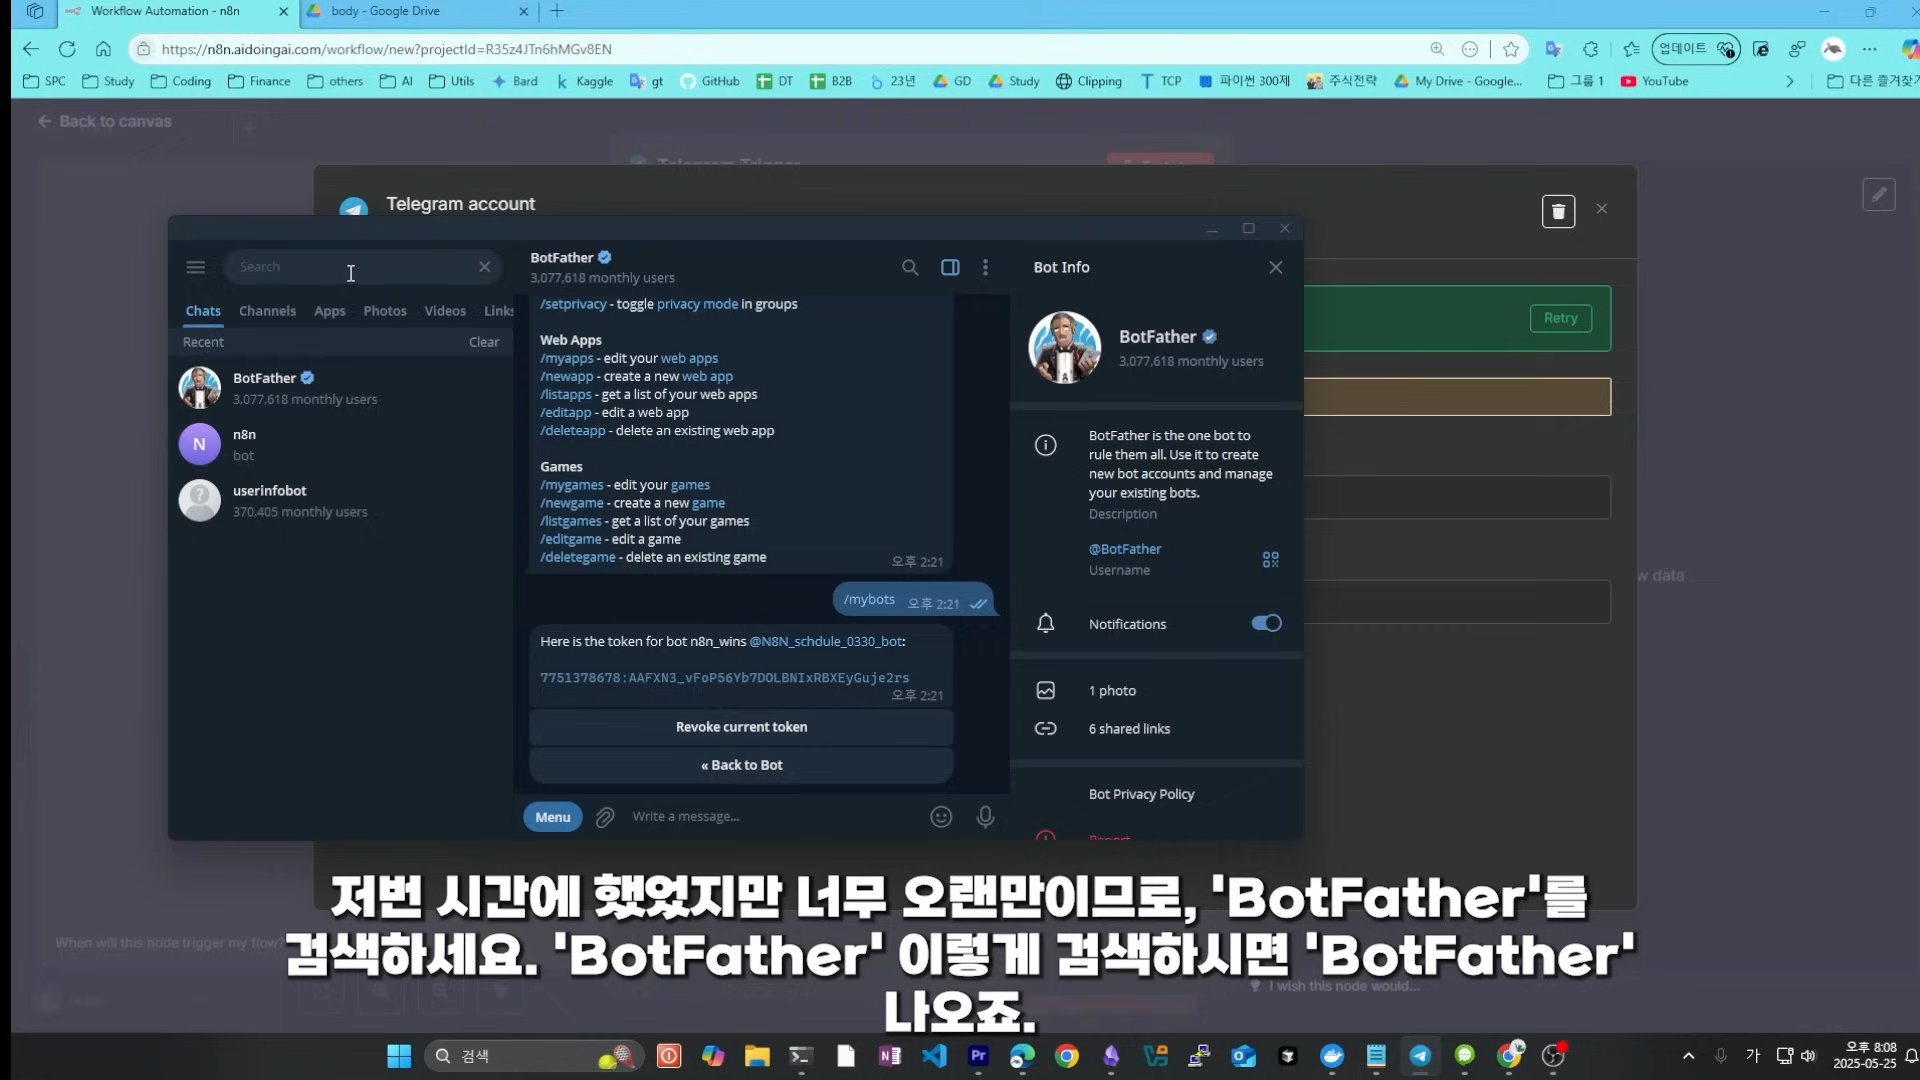 Workflow Automation - n8n
body - Google Drive
https://n8n.aidoingai.com/workflow/new?projectId=R35z4JTn6hMGv8EN
업데이트
SPC
Study
Coding
Finance
others
AI
Utils
Bard
Kaggle
gt
GitHub
DT
B2B
23년
GD
Study
Clipping
TCP
파이썬 300제
주식전략
My Drive - Google...
그룹 1
YouTube
다른 즐겨찾기
Back to canvas
Telegram Trigger
Telegram account
Retry
Search
Chats
Channels
Apps
Photos
Videos
Links
Recent
Clear
BotFather
3,077,618 monthly users
n8n
bot
userinfobot
370,405 monthly users
BotFather
3,077,618 monthly users
/setprivacy - toggle privacy mode in groups
Web Apps
/myapps - edit your web apps
/newapp - create a new web app
/listapps - get a list of your web apps
/editapp - edit a web app
/deleteapp - delete an existing web app
Games
/mygames - edit your games
/newgame - create a new game
/listgames - get a list of your games
/editgame - edit a game
/deletegame - delete an existing game
오후 2:21
/mybots 오후 2:21
Here is the token for bot n8n_wins @N8N_schdule_0330_bot:
7751378678:AAFXN3_vFoP56Yb7DOLBNIxRBXEyGuje2rs
오후 2:21
Revoke current token
« Back to Bot
Menu
Write a message...
Bot Info
BotFather
3,077,618 monthly users
BotFather is the one bot to
rule them all. Use it to create
new bot accounts and manage
your existing bots.
Description
@BotFather
Username
Notifications
1 photo
6 shared links
Bot Privacy Policy
Report
w data
When will this node trigger my flow?
I wish this node would...
저번 시간에 했었지만 너무 오랜만이므로, 'BotFather'를
검색하세요. 'BotFather' 이렇게 검색하시면 'BotFather'
나오죠.
검색
가
오후 8:08
2025-05-25